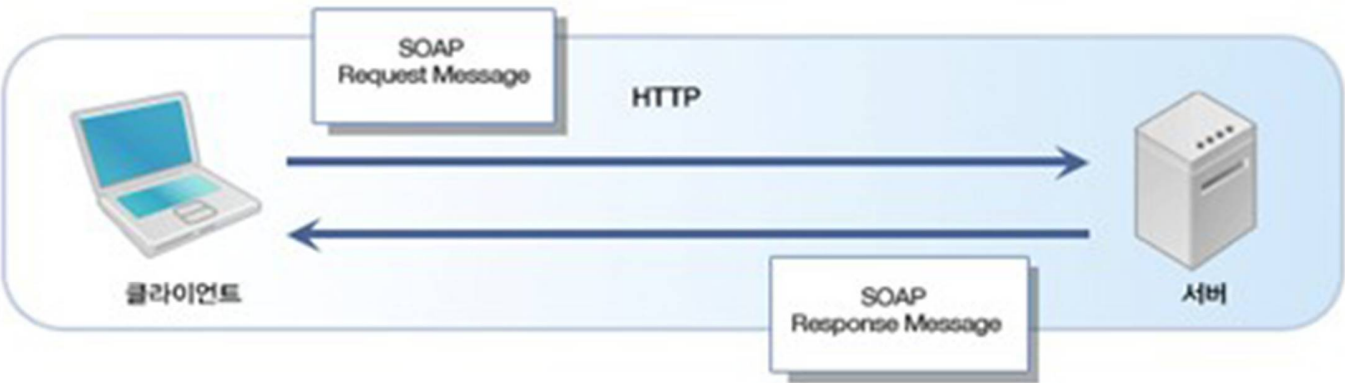 SOAP
Request Message
HTTP
클라이언트
서버
SOAP
Response Message